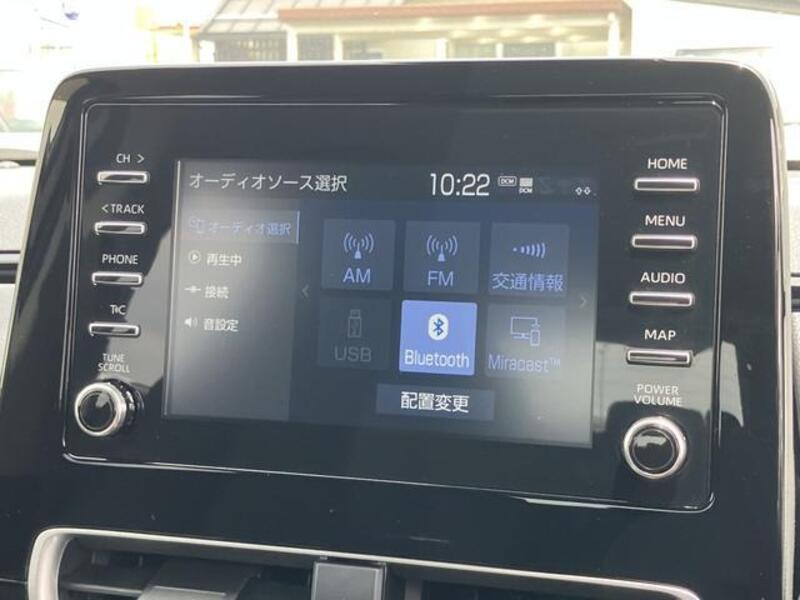 CH >
< TRACK
PHONE
T C
TUNE
SCROLL
オーディオソース選択
10:22
DCM
DCM
オーディオ選択
再生中
接続
音設定
AM
FM
交通情報
USB
Bluetooth
Miracast™
配置変更
HOME
MENU
AUDIO
MAP
POWER
VOLUME